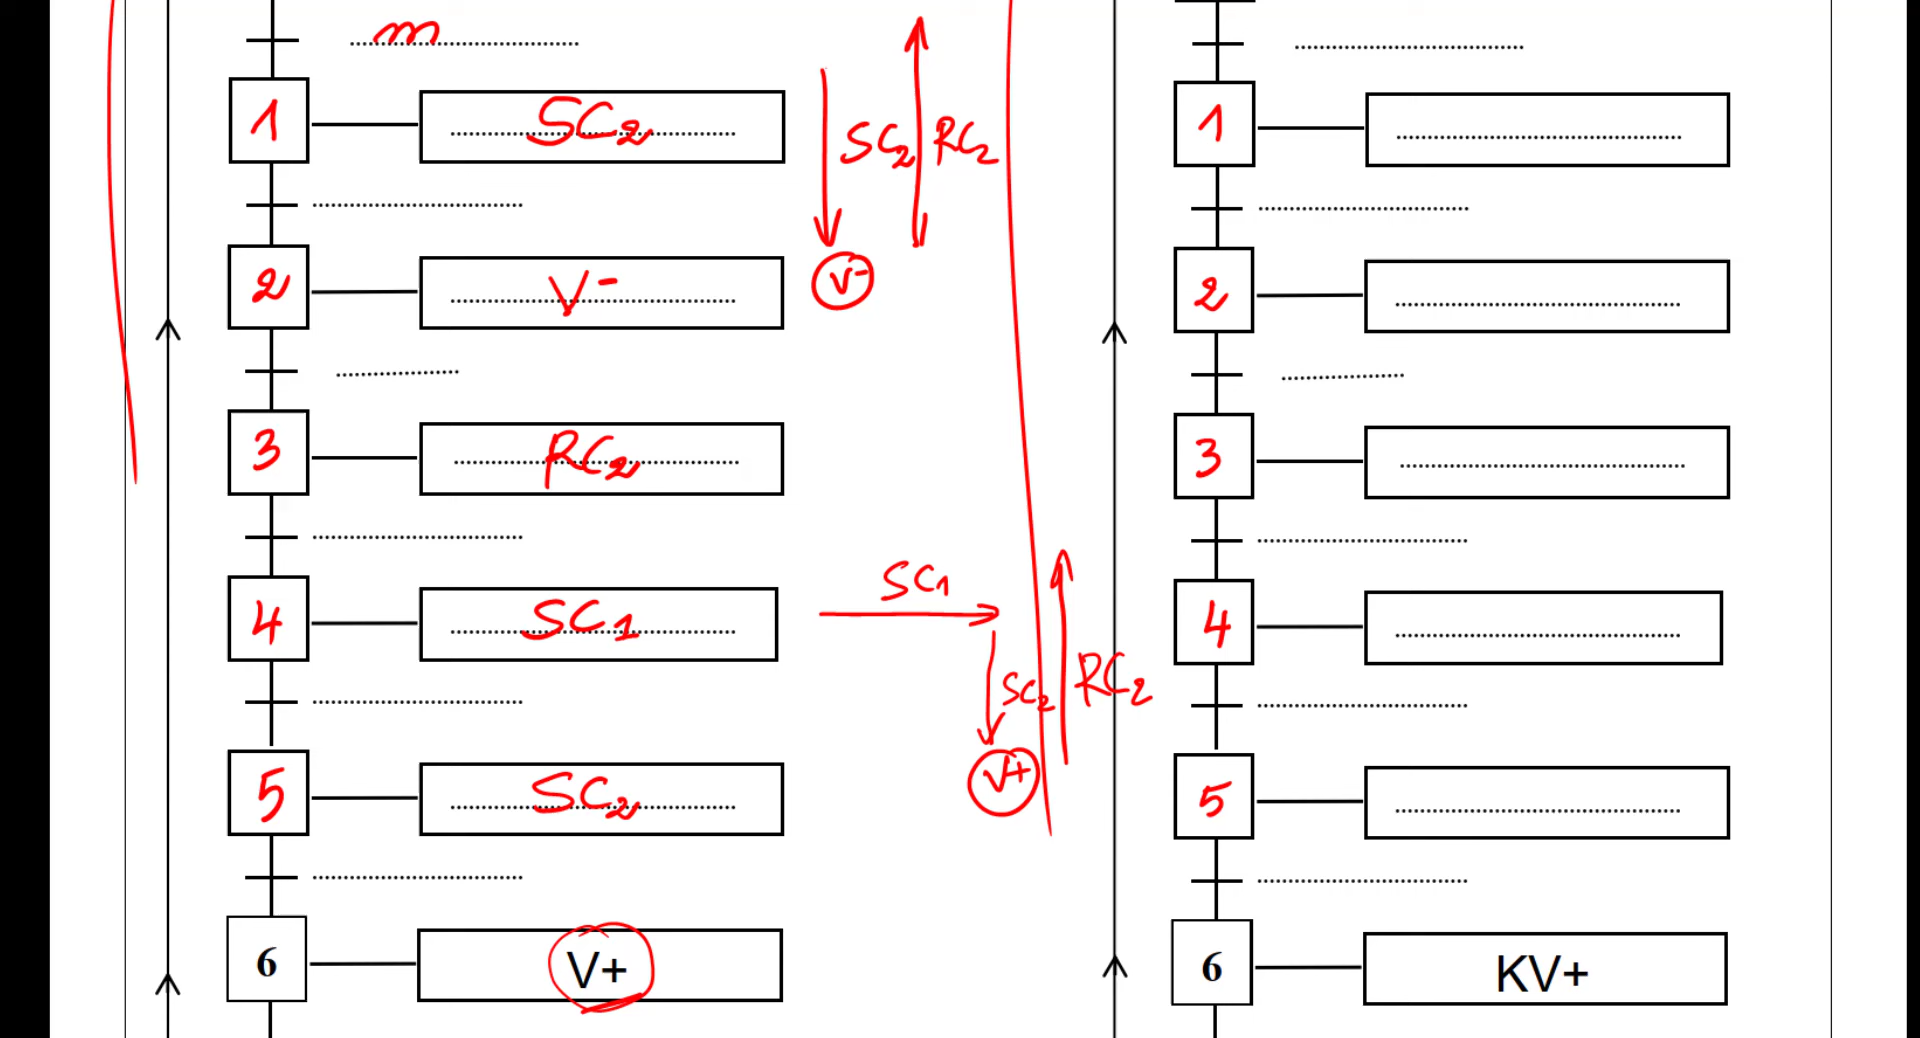 m
1 SC2 SC2 RC2 1
2 V- V- 2
3 RC2 3
SC1
4 SC1 4
SC2 RC2
5 SC2 V+ 5
6 V+ 6 KV+